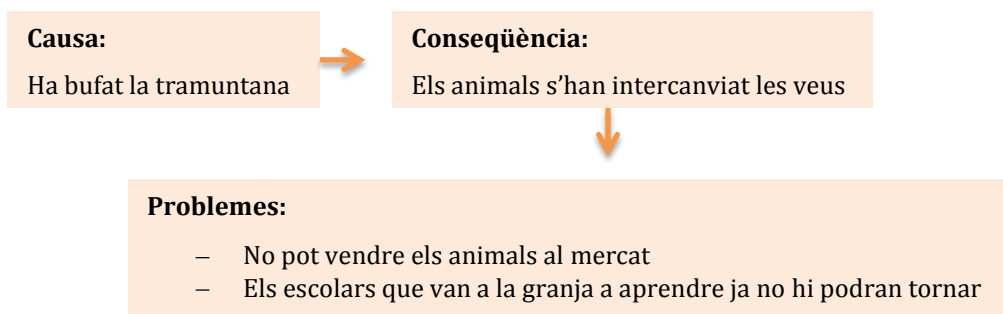 Causa:
Ha bufat la tramuntana
Conseqüència:
Els animals s’han intercanviat les veus
Problemes:
– No pot vendre els animals al mercat
– Els escolars que van a la granja a aprendre ja no hi podran tornar